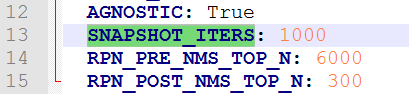 12 AGNOSTIC: True
13 SNAPSHOT_ITERS: 1000
14 RPN_PRE_NMS_TOP_N: 6000
15 RPN_POST_NMS_TOP_N: 300